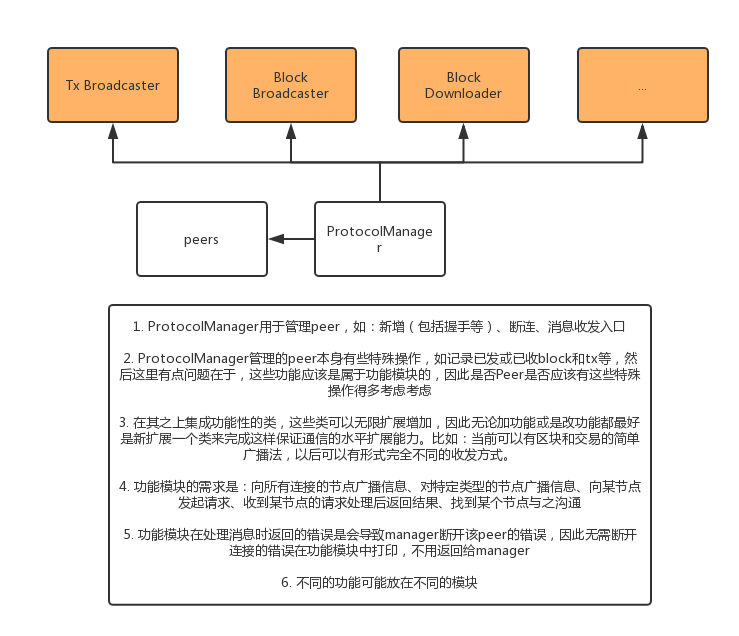 Tx Broadcaster
Block
Broadcaster
Block
Downloader
...
peers
ProtocolManage
r
1. ProtocolManager用于管理peer，如：新增（包括握手等）、断连、消息收发入口
2. ProtocolManager管理的peer本身有些特殊操作，如记录已发或已收block和tx等，然
后这里有点问题在于，这些功能应该是属于功能模块的，因此是否Peer是否应该有这些特殊
操作得多考虑考虑
3. 在其之上集成功能性的类，这些类可以无限扩展增加，因此无论加功能或是改功能都最好
是新扩展一个类来完成这样保证通信的水平扩展能力。比如：当前可以有区块和交易的简单
广播法，以后可以有形式完全不同的收发方式。
4. 功能模块的需求是：向所有连接的节点广播信息、对特定类型的节点广播信息、向某节点
发起请求、收到某节点的请求处理后返回结果、找到某个节点与之沟通
5. 功能模块在处理消息时返回的错误是会导致manager断开该peer的错误，因此无需断开
连接的错误在功能模块中打印，不用返回给manager
6. 不同的功能可能放在不同的模块